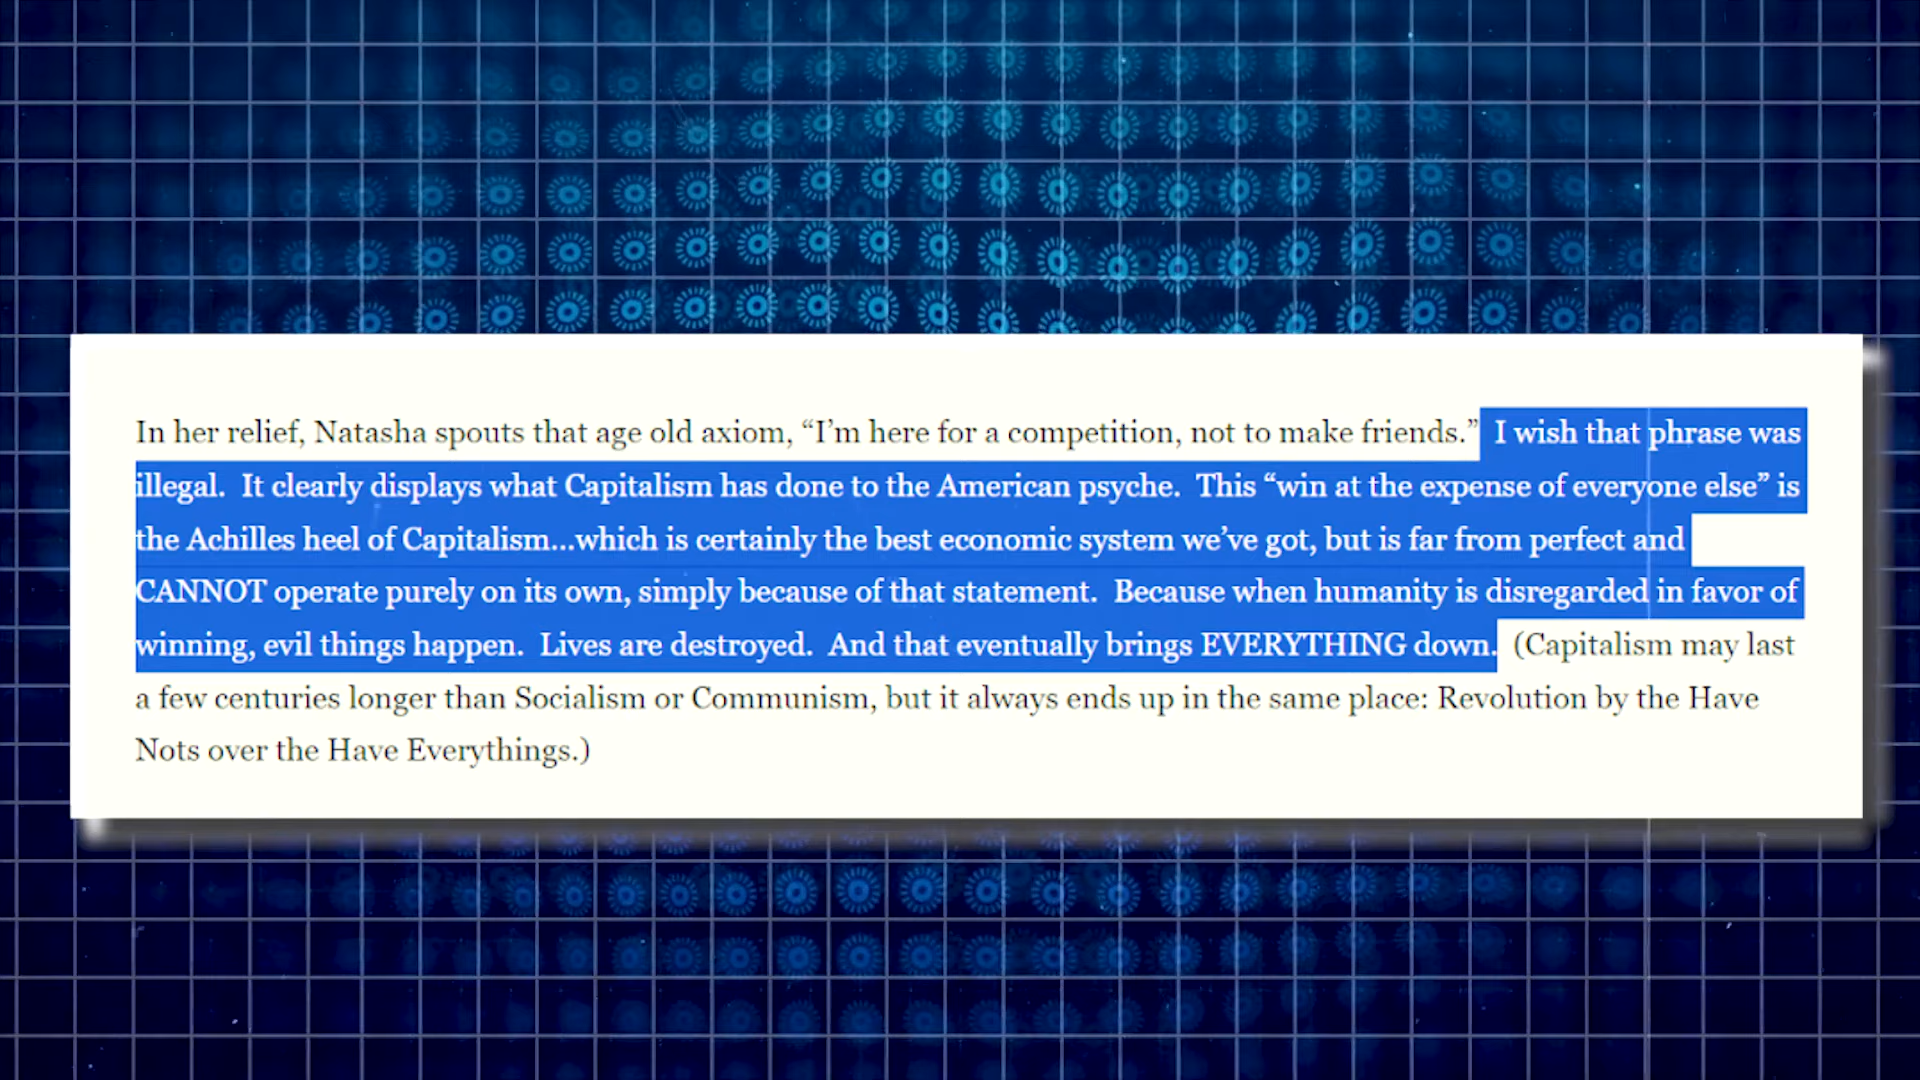 In her relief, Natasha spouts that age old axiom, “I’m here for a competition, not to make friends.” I wish that phrase was
illegal. It clearly displays what Capitalism has done to the American psyche. This “win at the expense of everyone else” is
the Achilles heel of Capitalism...which is certainly the best economic system we’ve got, but is far from perfect and
CANNOT operate purely on its own, simply because of that statement. Because when humanity is disregarded in favor of
winning, evil things happen. Lives are destroyed. And that eventually brings EVERYTHING down. (Capitalism may last
a few centuries longer than Socialism or Communism, but it always ends up in the same place: Revolution by the Have
Nots over the Have Everythings.)